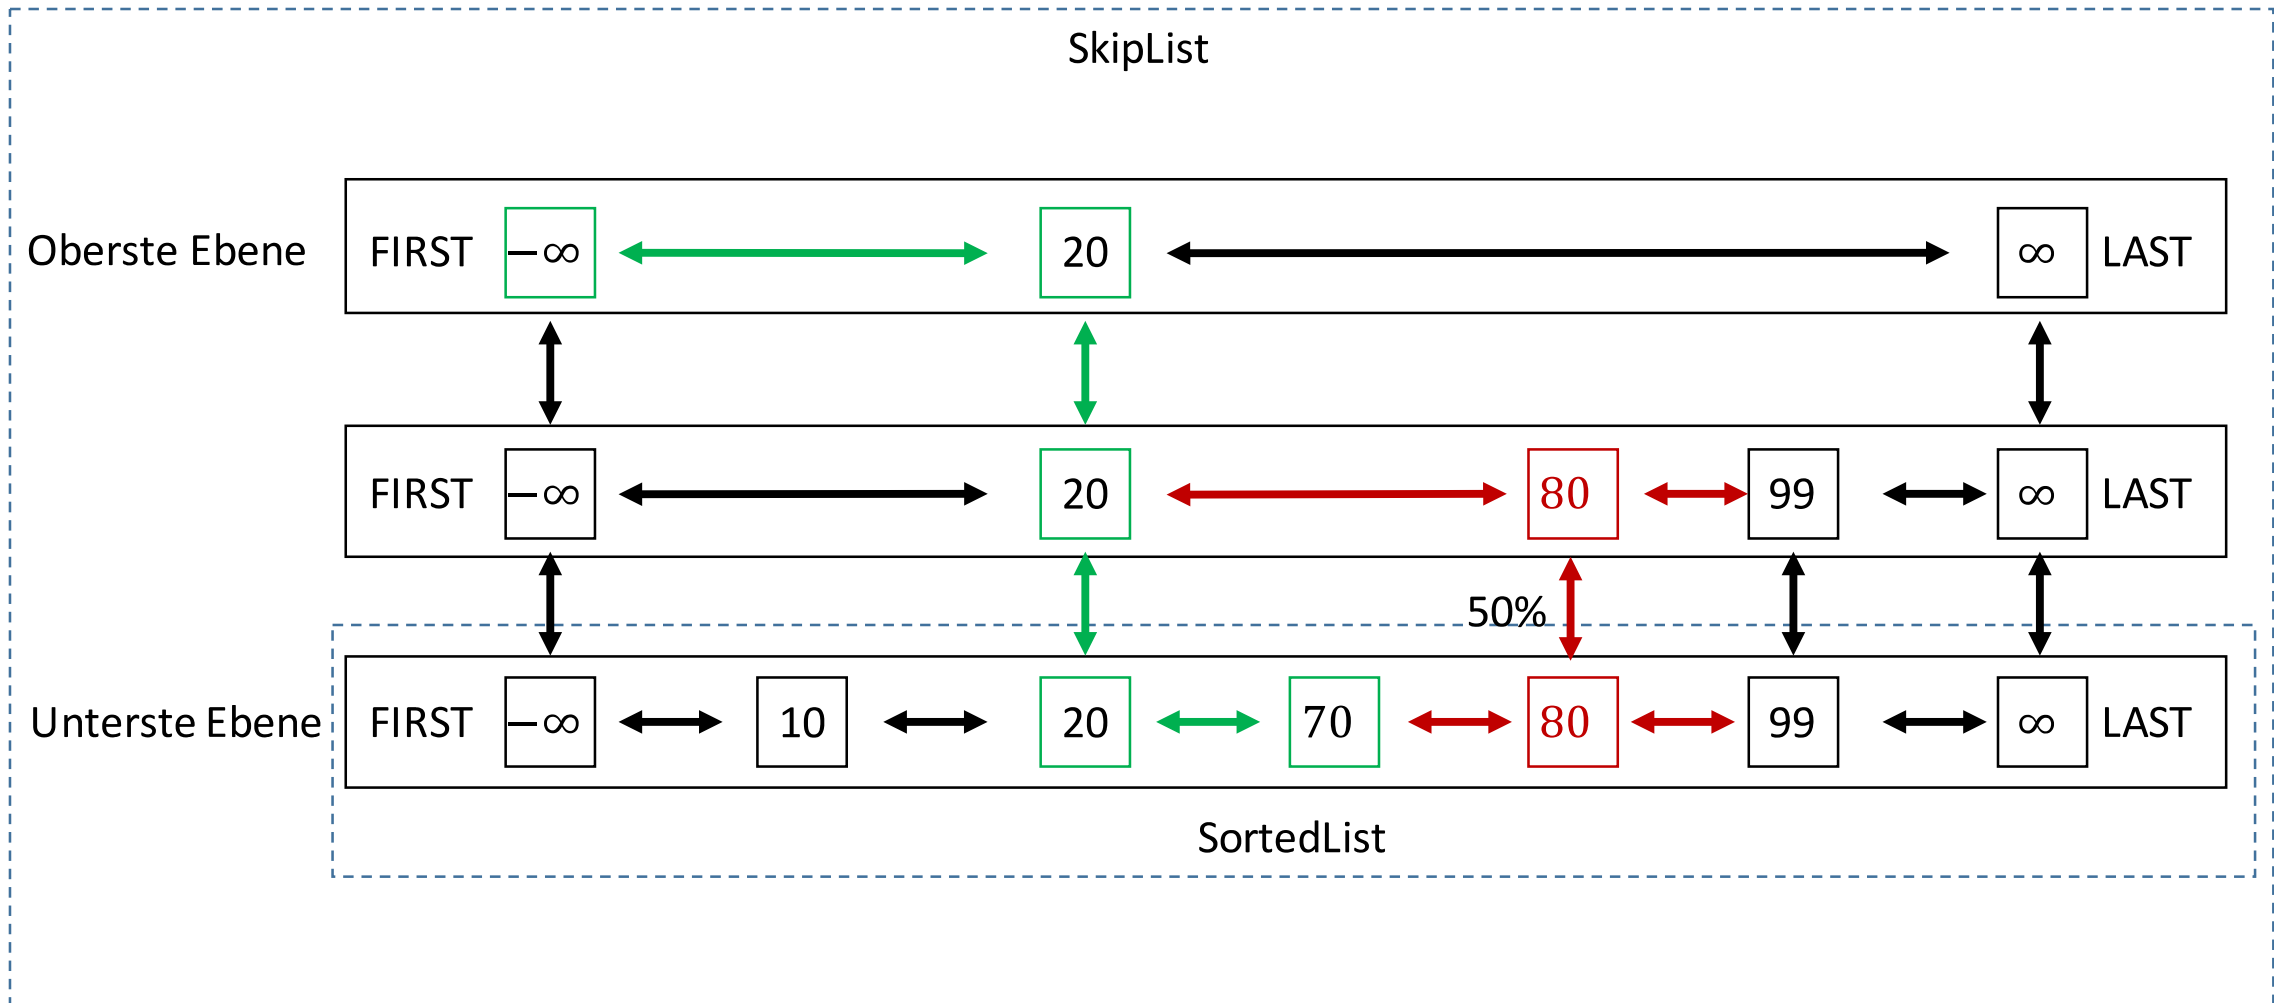 SkipList
Oberste Ebene FIRST −∞ 20 ∞ LAST
FIRST −∞ 20 80 99 ∞ LAST
50%
Unterste Ebene FIRST −∞ 10 20 70 80 99 ∞ LAST
SortedList